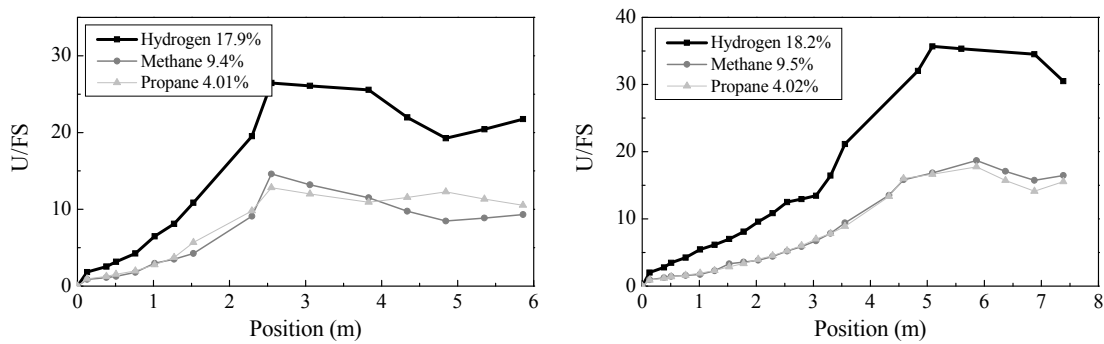 30
20
10
0
U/FS
Hydrogen 17.9%
Methane 9.4%
Propane 4.01%
0 1 2 3 4 5 6
Position (m)
40
30
20
10
0
U/FS
Hydrogen 18.2%
Methane 9.5%
Propane 4.02%
0 1 2 3 4 5 6 7 8
Position (m)